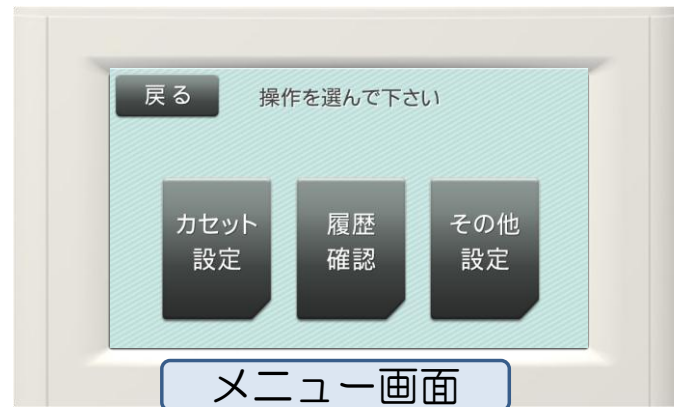 戻る
操作を選んで下さい
カセット
設定
履歴
確認
その他
設定
メニュー画面